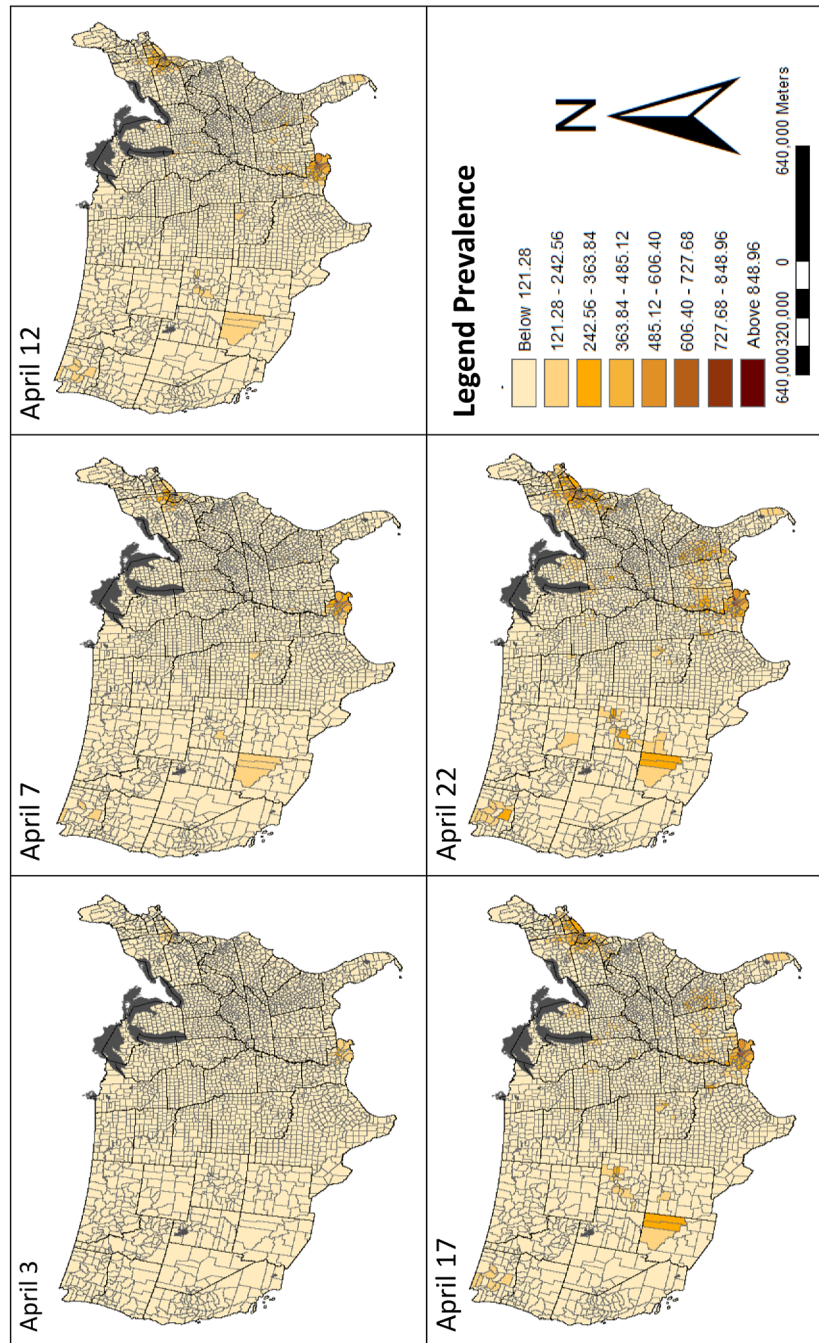 April 3
April 7
April 12
April 17
April 22
Legend Prevalence
Below 121.28
121.28 - 242.56
242.56 - 363.84
363.84 - 485.12
485.12 - 606.40
606.40 - 727.68
727.68 - 848.96
Above 848.96
N
640,000320,000 0 640,000 Meters